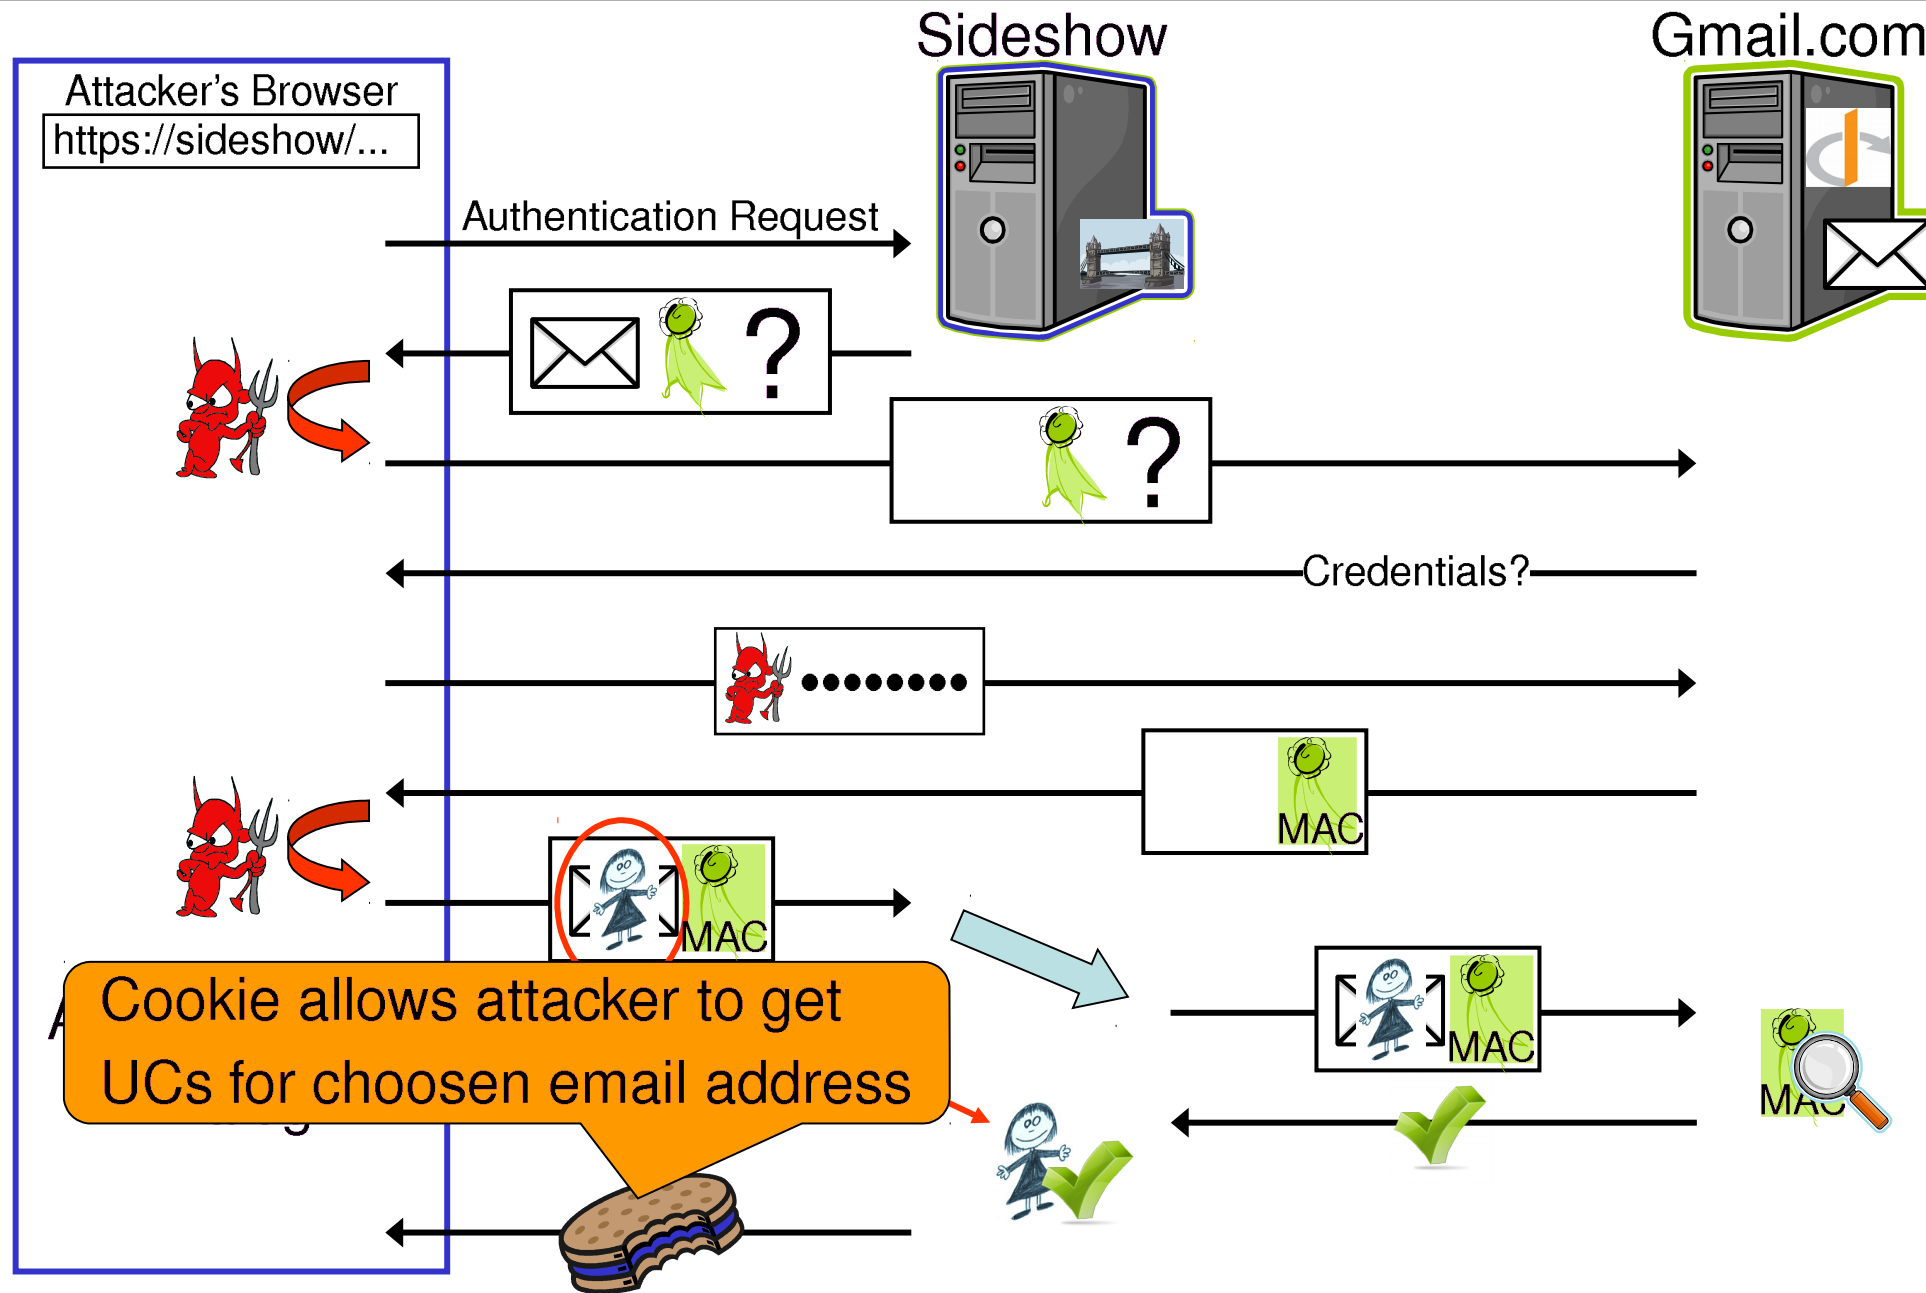 Sideshow
Gmail.com
Attacker's Browser
https://sideshow/...
Authentication Request
?
?
Credentials?
MAC
MAC
MAC
MAC
Cookie allows attacker to get
UCs for choosen email address